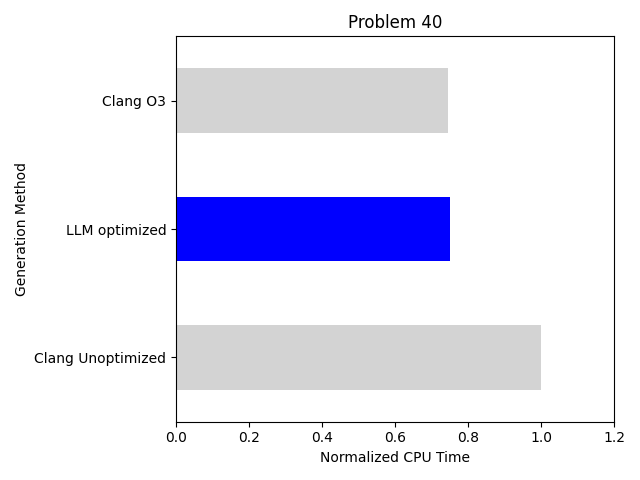 Problem 40
Clang O3
LLM optimized
Clang Unoptimized
Generation Method
0.0 0.2 0.4 0.6 0.8 1.0 1.2
Normalized CPU Time